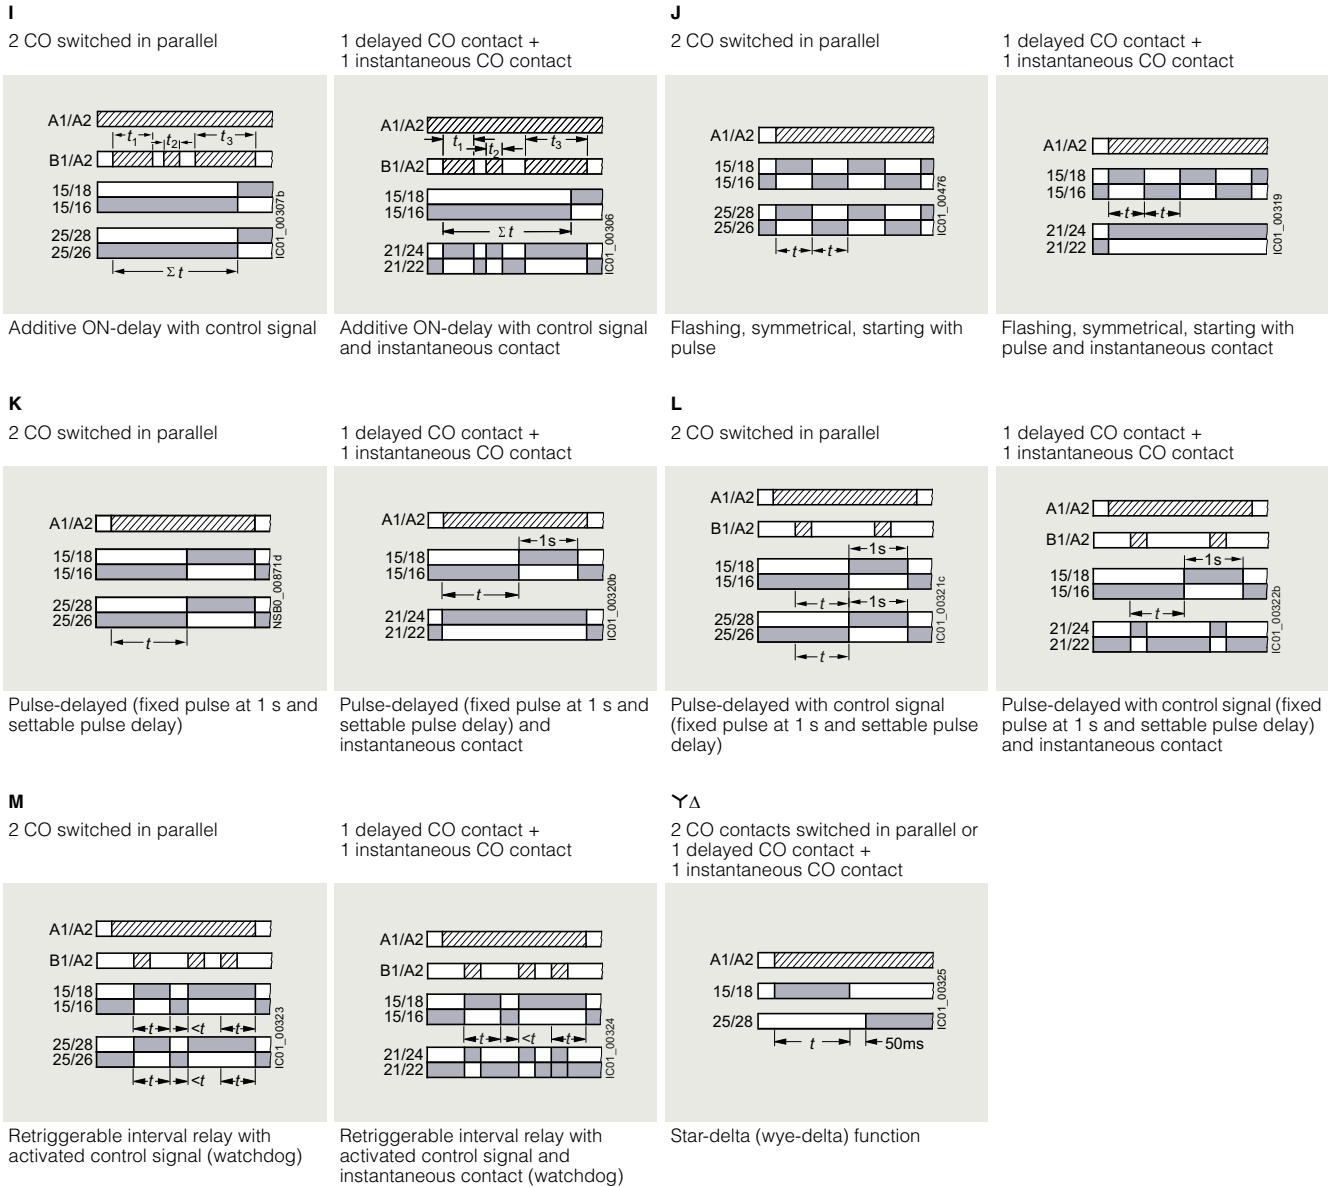 I
2 CO switched in parallel
1 delayed CO contact +
1 instantaneous CO contact
A1/A2
t1
t2
t3
B1/A2
15/18
15/16
25/28
25/26
Σ t
IC01_00307b
A1/A2
t1
t2
t3
B1/A2
15/18
15/16
Σ t
21/24
21/22
IC01_00306
Additive ON-delay with control signal
Additive ON-delay with control signal
and instantaneous contact
J
2 CO switched in parallel
1 delayed CO contact +
1 instantaneous CO contact
A1/A2
15/18
15/16
25/28
25/26
t
t
IC01_00476
A1/A2
15/18
15/16
t
t
21/24
21/22
IC01_00319
Flashing, symmetrical, starting with
pulse
Flashing, symmetrical, starting with
pulse and instantaneous contact
K
2 CO switched in parallel
1 delayed CO contact +
1 instantaneous CO contact
A1/A2
15/18
15/16
25/28
25/26
t
NSB0_00871d
A1/A2
1s
15/18
15/16
t
21/24
21/22
IC01_00320b
Pulse-delayed (fixed pulse at 1 s and
settable pulse delay)
Pulse-delayed (fixed pulse at 1 s and
settable pulse delay) and
instantaneous contact
L
2 CO switched in parallel
1 delayed CO contact +
1 instantaneous CO contact
A1/A2
B1/A2
1s
15/18
15/16
t
1s
25/28
25/26
t
IC01_00321c
A1/A2
B1/A2
1s
15/18
15/16
t
21/24
21/22
IC01_00322b
Pulse-delayed with control signal
(fixed pulse at 1 s and settable pulse
delay)
Pulse-delayed with control signal (fixed
pulse at 1 s and settable pulse delay)
and instantaneous contact
M
2 CO switched in parallel
1 delayed CO contact +
1 instantaneous CO contact
A1/A2
B1/A2
15/18
15/16
t
<t
t
25/28
25/26
t
<t
t
IC01_00323
A1/A2
B1/A2
15/18
15/16
t
<t
t
21/24
21/22
IC01_00324
Retriggerable interval relay with
activated control signal (watchdog)
Retriggerable interval relay with
activated control signal and
instantaneous contact (watchdog)
YΔ
2 CO contacts switched in parallel or
1 delayed CO contact +
1 instantaneous CO contact
A1/A2
15/18
25/28
t
50ms
IC01_00325
Star-delta (wye-delta) function